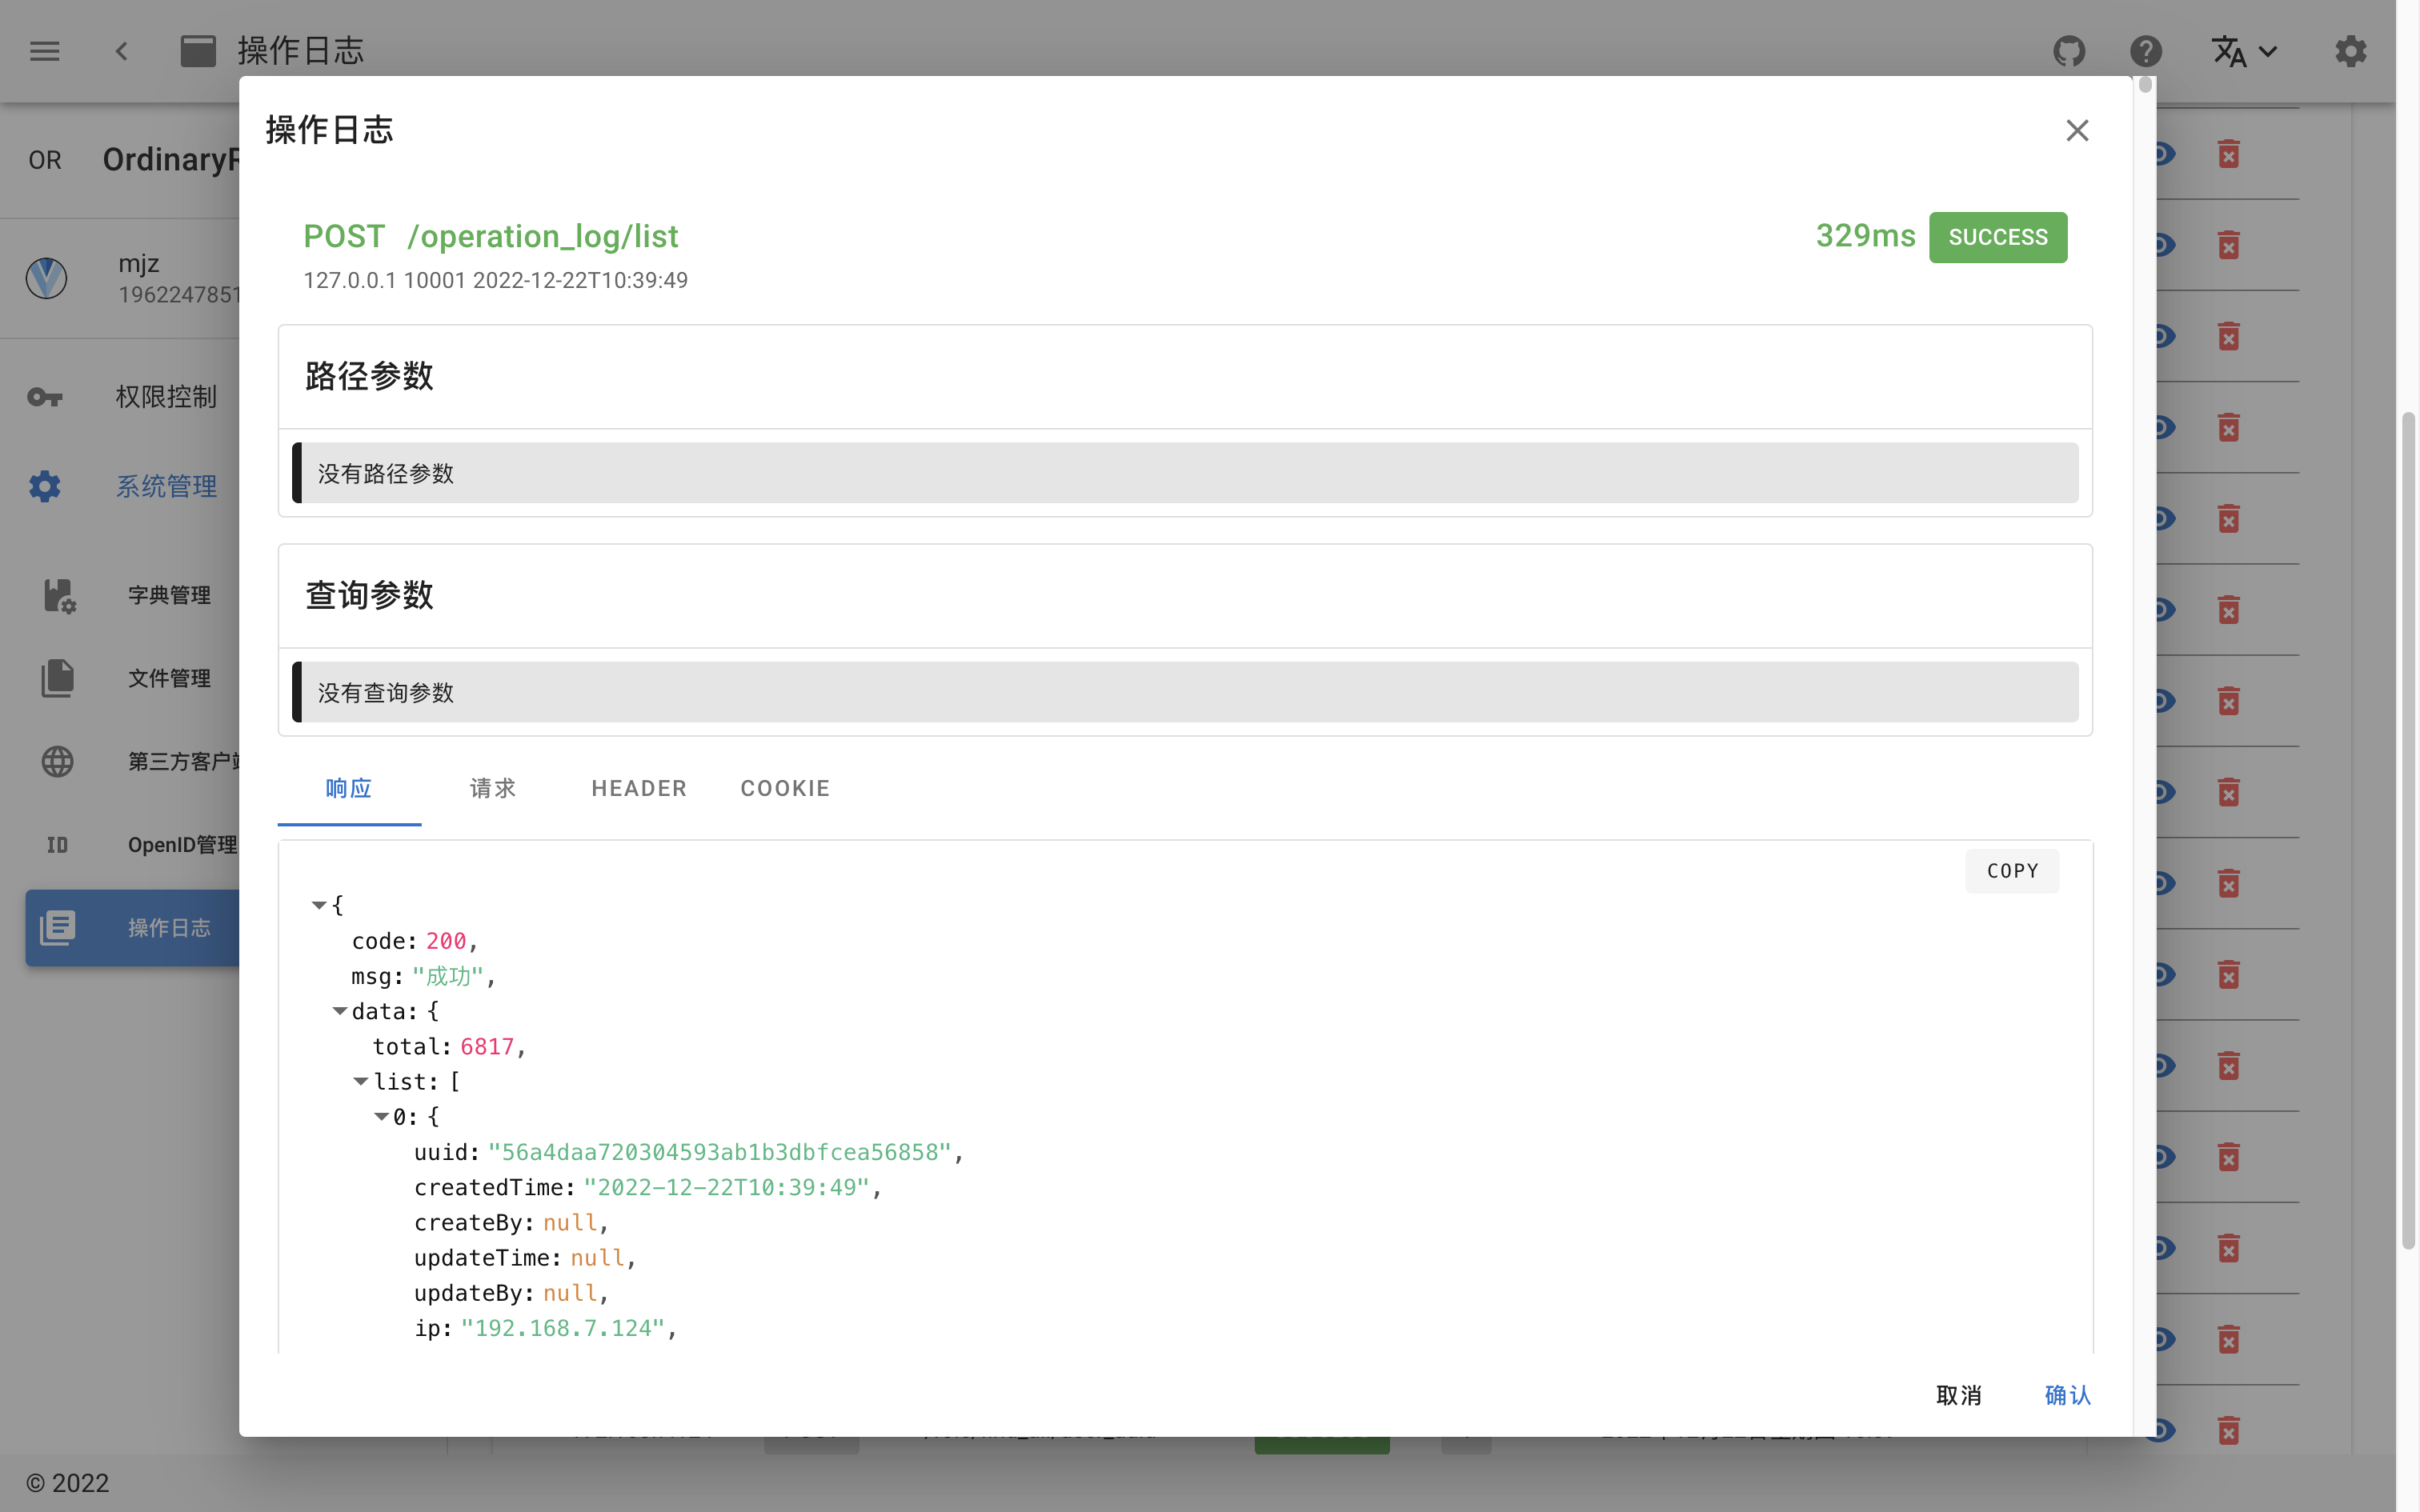 操作日志
OR OrdinaryR
mjz
1962247851
权限控制
系统管理
字典管理
文件管理
第三方客户端
ID OpenID管理
操作日志
© 2022
操作日志
POST /operation_log/list
329ms SUCCESS
127.0.0.1 10001 2022-12-22T10:39:49
路径参数
没有路径参数
查询参数
没有查询参数
响应 请求 HEADER COOKIE
COPY
{
code: 200,
msg: "成功",
data: {
total: 6817,
list: [
0: {
uuid: "56a4daa720304593ab1b3dbfcea56858",
createdTime: "2022-12-22T10:39:49",
createBy: null,
updateTime: null,
updateBy: null,
ip: "192.168.7.124",
取消 确认